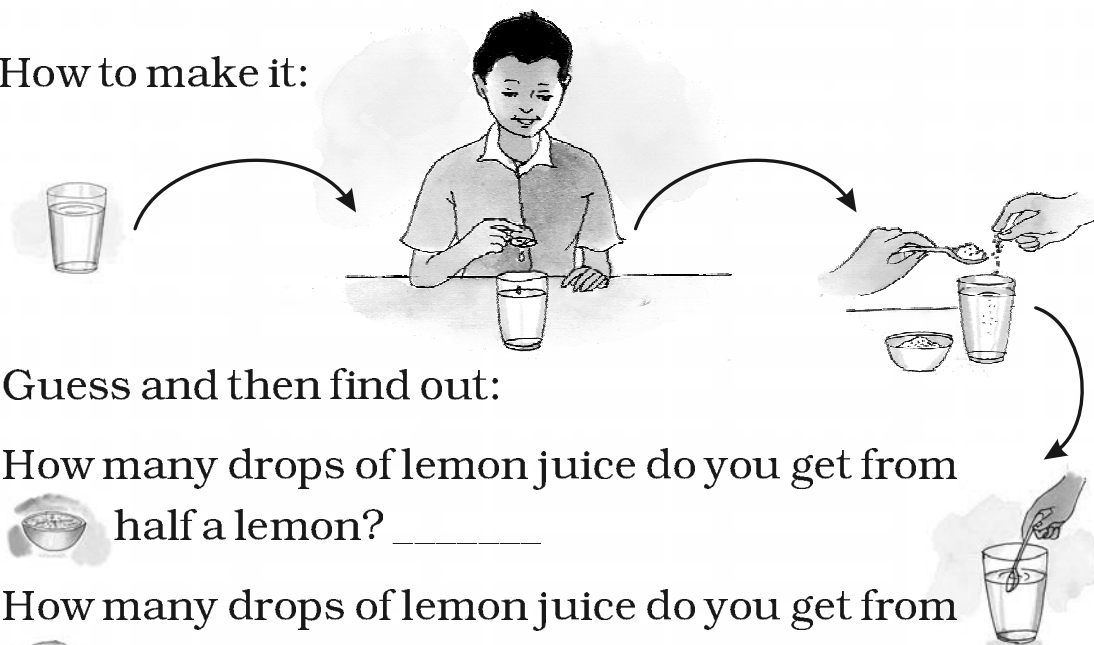 How to make it:
Guess and then find out:
How many drops of lemon juice do you get from
half a lemon? _______
How many drops of lemon juice do you get from